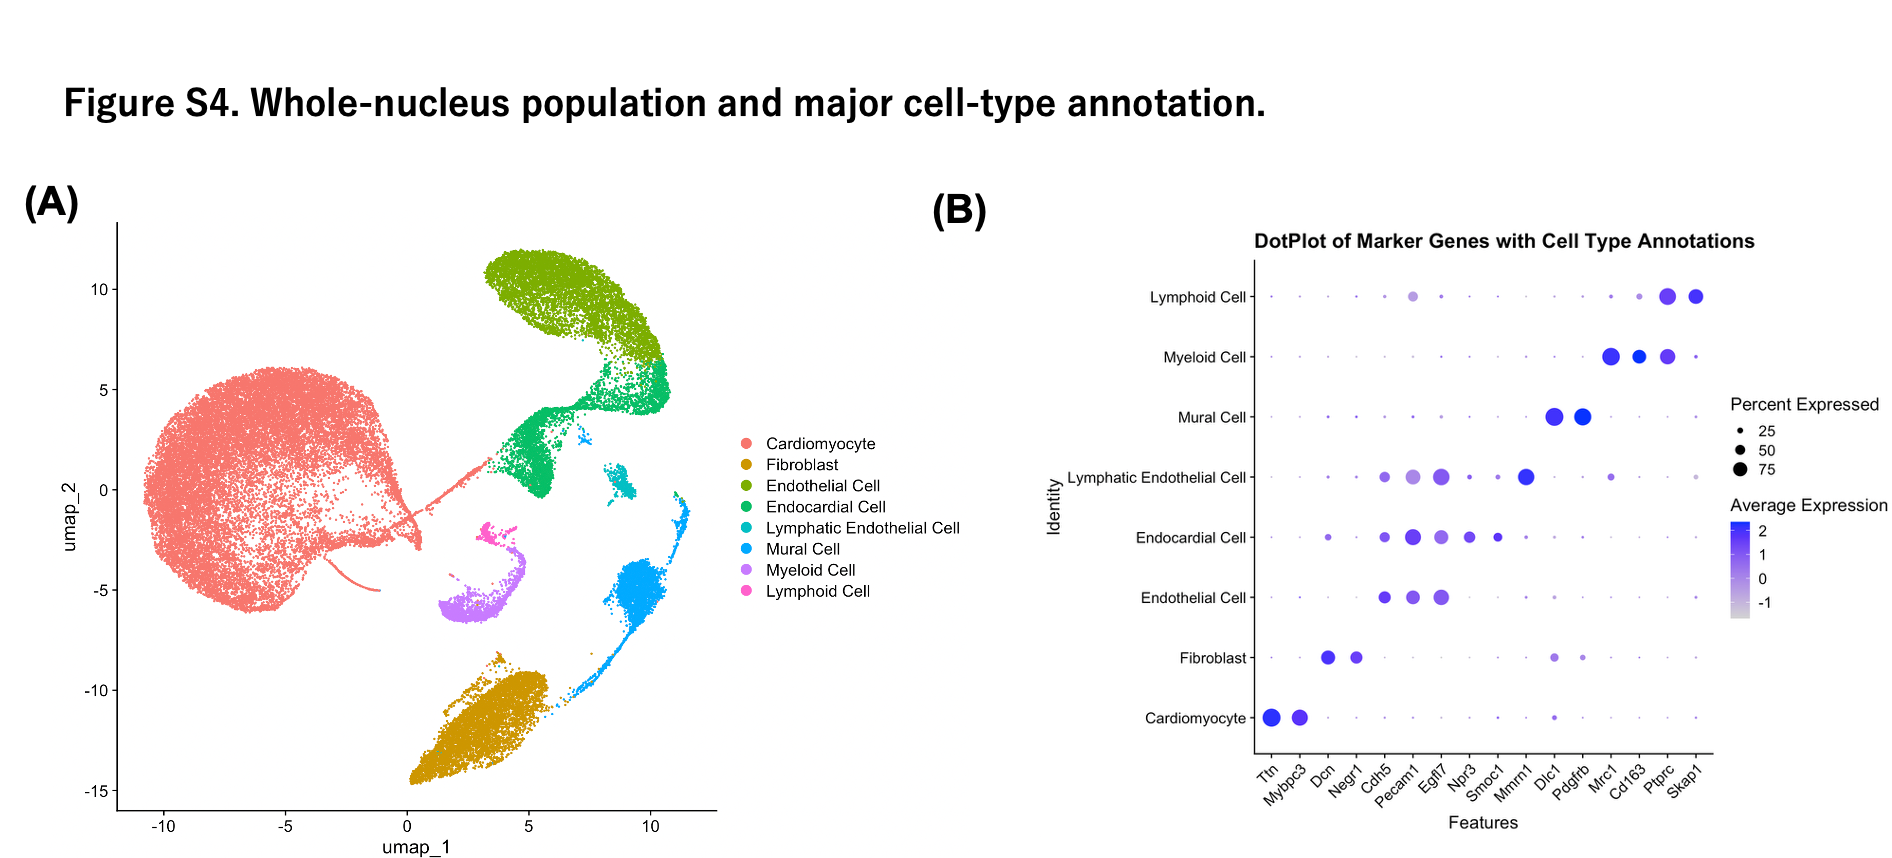 Figure S4. Whole-nucleus population and major cell-type annotation.
(A)
umap_2
10
5
0
-5
-10
-15
-10
-5
0
5
10
umap_1
Cardiomyocyte
Fibroblast
Endothelial Cell
Endocardial Cell
Lymphatic Endothelial Cell
Mural Cell
Myeloid Cell
Lymphoid Cell
(B)
DotPlot of Marker Genes with Cell Type Annotations
Identity
Lymphoid Cell
Myeloid Cell
Mural Cell
Lymphatic Endothelial Cell
Endocardial Cell
Endothelial Cell
Fibroblast
Cardiomyocyte
Ttn
Mybpc3
Dcn
Negr1
Cdh5
Pecam1
Egfl7
Npr3
Smoc1
Mmrn1
Dlc1
Pdgfrb
Mrc1
Cd163
Ptprc
Skap1
Features
Percent Expressed
25
50
75
Average Expression
2
1
0
-1